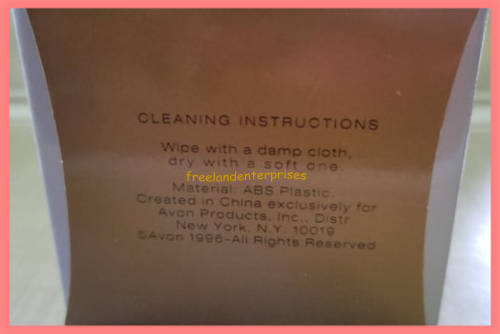 CLEANING INSTRUCTIONS
Wipe with a damp cloth,
dry with a soft one.
freelandenterprises
Material: ABS Plastic.
Created in China exclusively for
Avon Products, Inc., Distr
New York, N.Y. 10019
©Avon 1996-All Rights Reserved